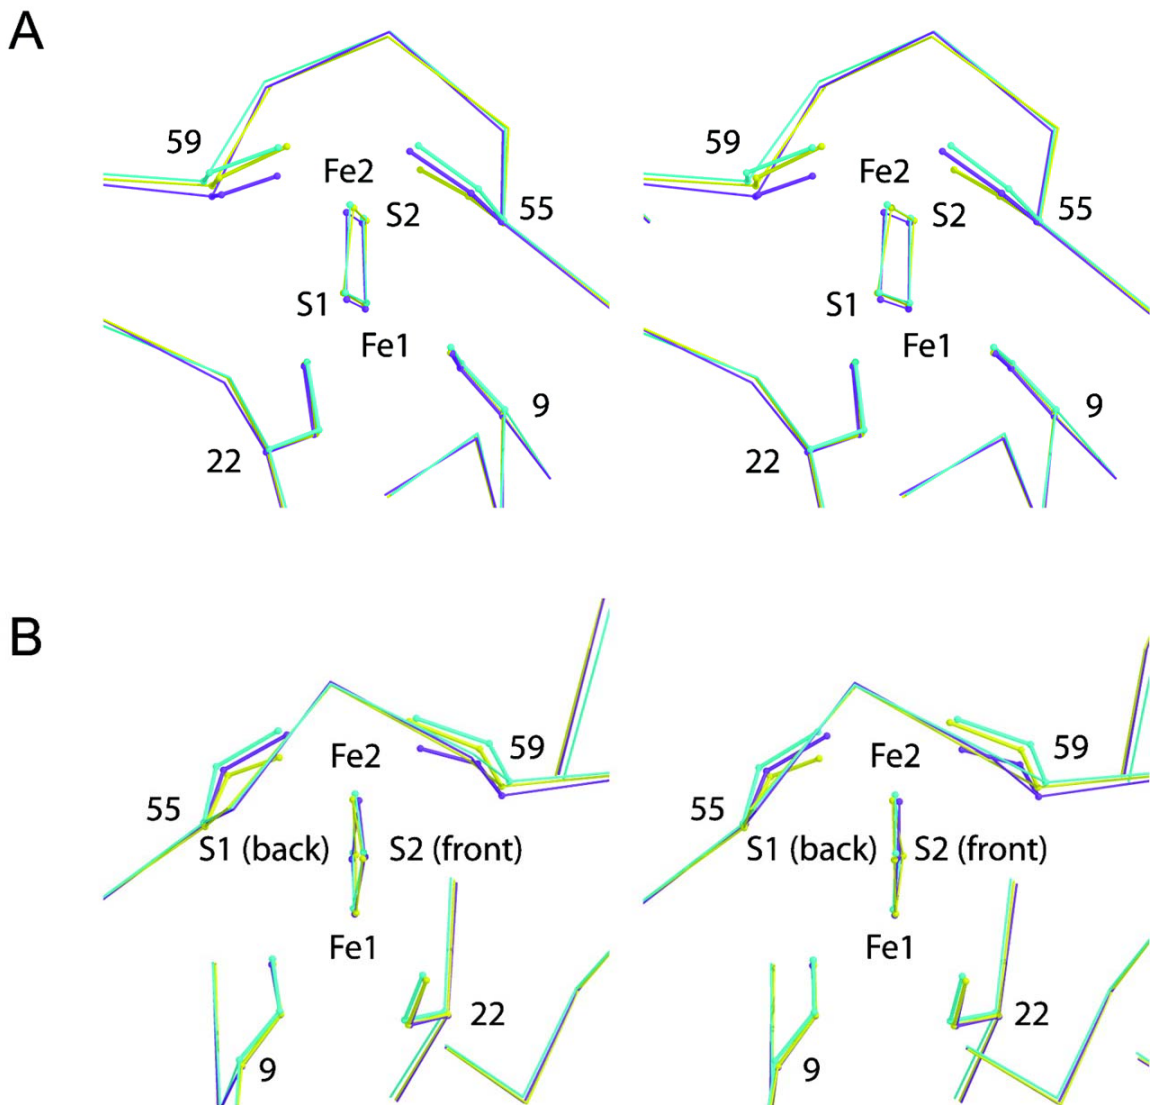 A
59 59
Fe2 Fe2
S2 55 S2 55
S1 S1
Fe1 Fe1
9 9
22 22
B
59 59
Fe2 Fe2
55 55
S1 (back) S2 (front) S1 (back) S2 (front)
Fe1 Fe1
22 22
9 9